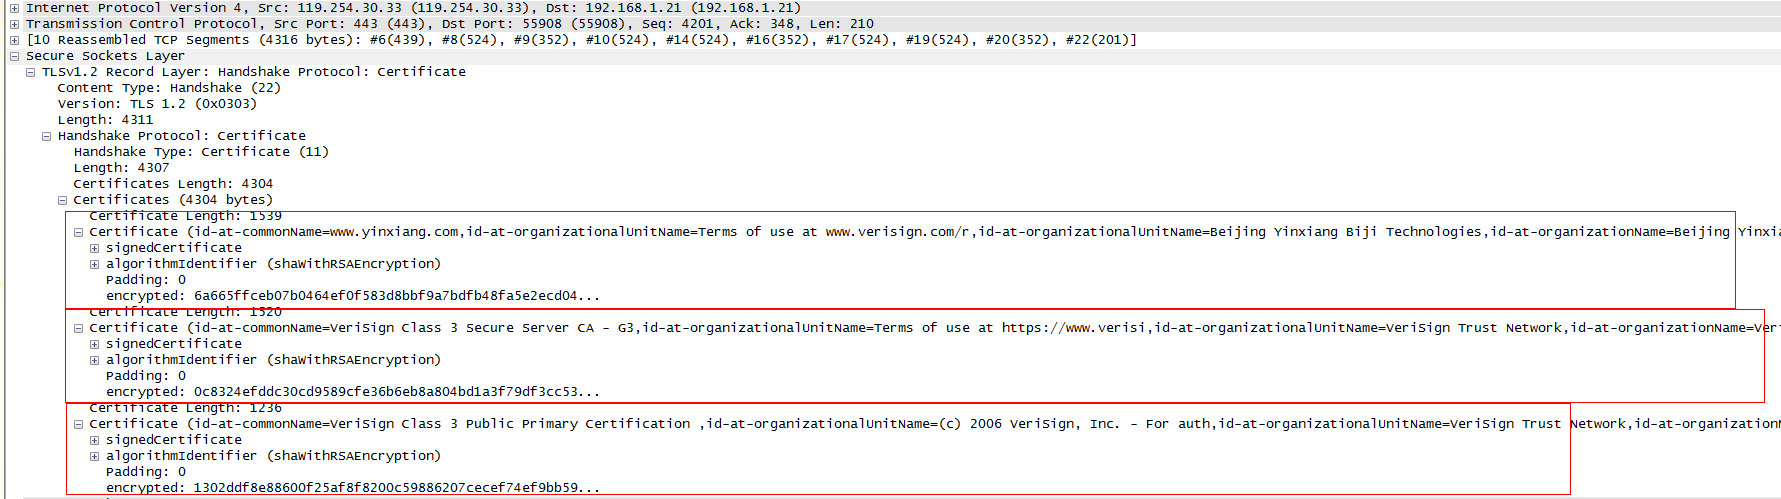 Internet Protocol Version 4, Src: 119.254.30.33 (119.254.30.33), Dst: 192.168.1.21 (192.168.1.21)
Transmission Control Protocol, Src Port: 443 (443), Dst Port: 55908 (55908), Seq: 4201, Ack: 348, Len: 210
[10 Reassembled TCP Segments (4316 bytes): #6(439), #8(524), #9(352), #10(524), #14(524), #16(352), #17(524), #19(524), #20(352), #22(201)]
Secure Sockets Layer
TLSv1.2 Record Layer: Handshake Protocol: Certificate
Content Type: Handshake (22)
Version: TLS 1.2 (0x0303)
Length: 4311
Handshake Protocol: Certificate
Handshake Type: Certificate (11)
Length: 4307
Certificates Length: 4304
Certificates (4304 bytes)
Certificate Length: 1539
Certificate (id-at-commonName=www.yinxiang.com,id-at-organizationalUnitName=Terms of use at www.verisign.com/r,id-at-organizationalUnitName=Beijing Yinxiang Biji Technologies,id-at-organizationName=Beijing Yinxia
signedCertificate
algorithmIdentifier (shaWithRSAEncryption)
Padding: 0
encrypted: 6a665ffceb07b0464ef0f583d8bbf9a7bdfb48fa5e2ecd04...
Certificate Length: 1520
Certificate (id-at-commonName=VeriSign Class 3 Secure Server CA - G3,id-at-organizationalUnitName=Terms of use at https://www.verisi,id-at-organizationalUnitName=VeriSign Trust Network,id-at-organizationName=Veri
signedCertificate
algorithmIdentifier (shaWithRSAEncryption)
Padding: 0
encrypted: 0c8324efddc30cd9589cfe36b6eb8a804bd1a3f79df3cc53...
Certificate Length: 1236
Certificate (id-at-commonName=VeriSign Class 3 Public Primary Certification ,id-at-organizationalUnitName=(c) 2006 VeriSign, Inc. - For auth,id-at-organizationalUnitName=VeriSign Trust Network,id-at-organizationN
signedCertificate
algorithmIdentifier (shaWithRSAEncryption)
Padding: 0
encrypted: 1302ddf8e88600f25af8f8200c59886207cecef74ef9bb59...